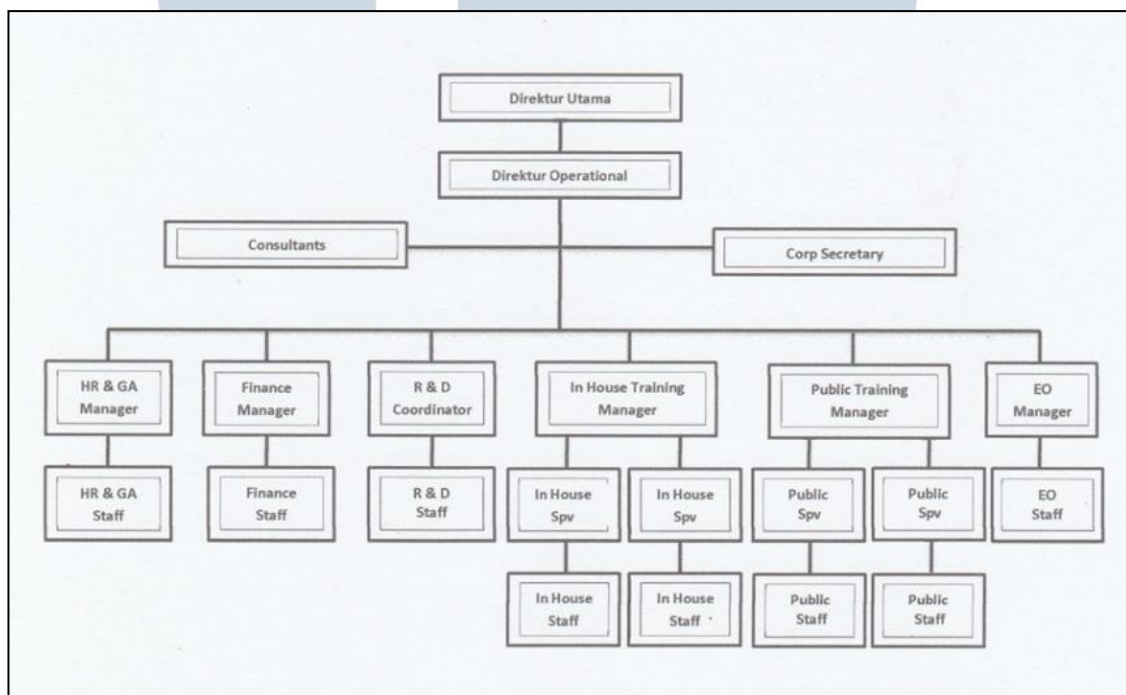 Direktur Utama
Direktur Operational
Consultants
Corp Secretary
HR & GA
Manager
Finance
Manager
R & D
Coordinator
In House Training
Manager
Public Training
Manager
EO
Manager
HR & GA
Staff
Finance
Staff
R & D
Staff
In House
Spv
In House
Spv
Public
Spv
Public
Spv
EO
Staff
In House
Staff
In House
Staff
Public
Staff
Public
Staff